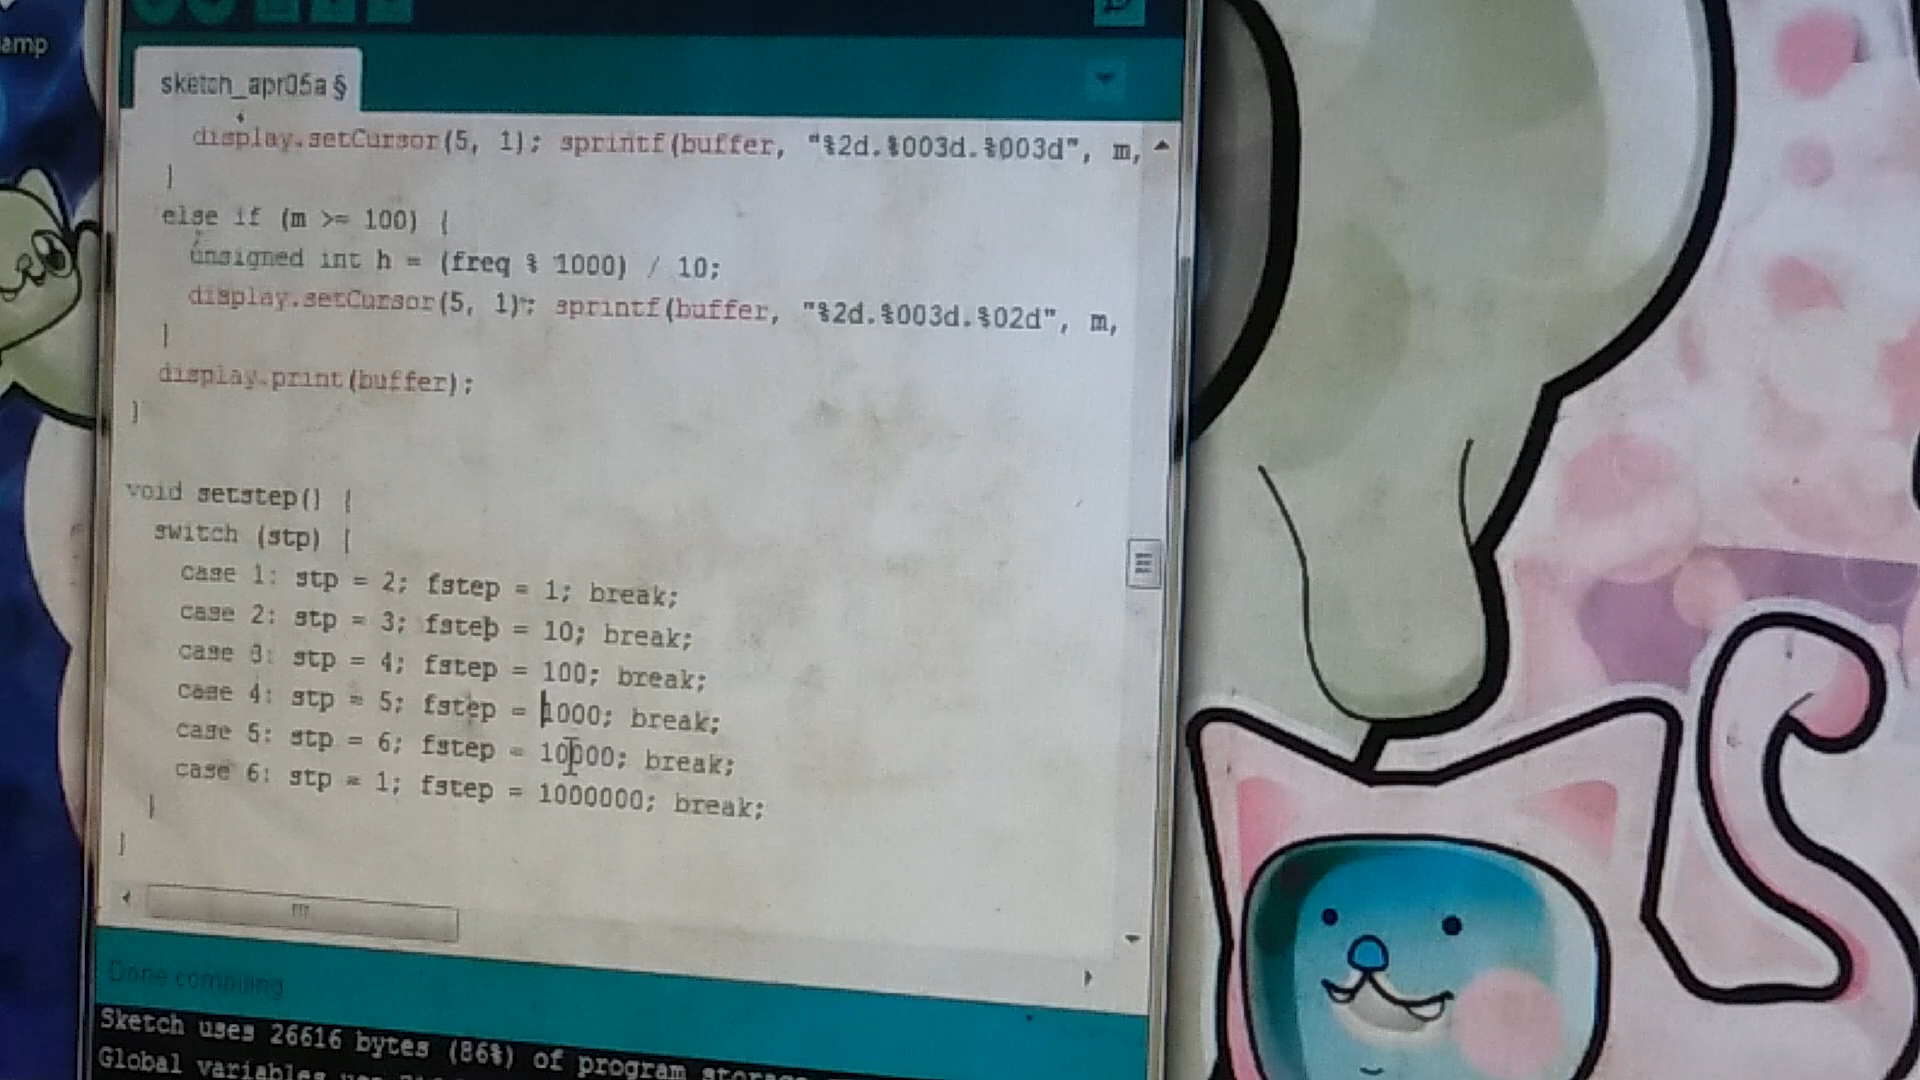 amp
sketch_apr05a §
display.setCursor(5, 1); sprintf(buffer, "%2d.%003d.%003d", m,
}
else if (m >= 100) {
unsigned int h = (freq % 1000) / 10;
display.setCursor(5, 1); sprintf(buffer, "%2d.%003d.%02d", m,
}
display.print(buffer);
}
void setstep() {
switch (stp) {
case 1: stp = 2; fstep = 1; break;
case 2: stp = 3; fstep = 10; break;
case 3: stp = 4; fstep = 100; break;
case 4: stp = 5; fstep = 1000; break;
case 5: stp = 6; fstep = 10000; break;
case 6: stp = 1; fstep = 1000000; break;
}
}
Done compiling
Sketch uses 26616 bytes (86%) of program
Global variables